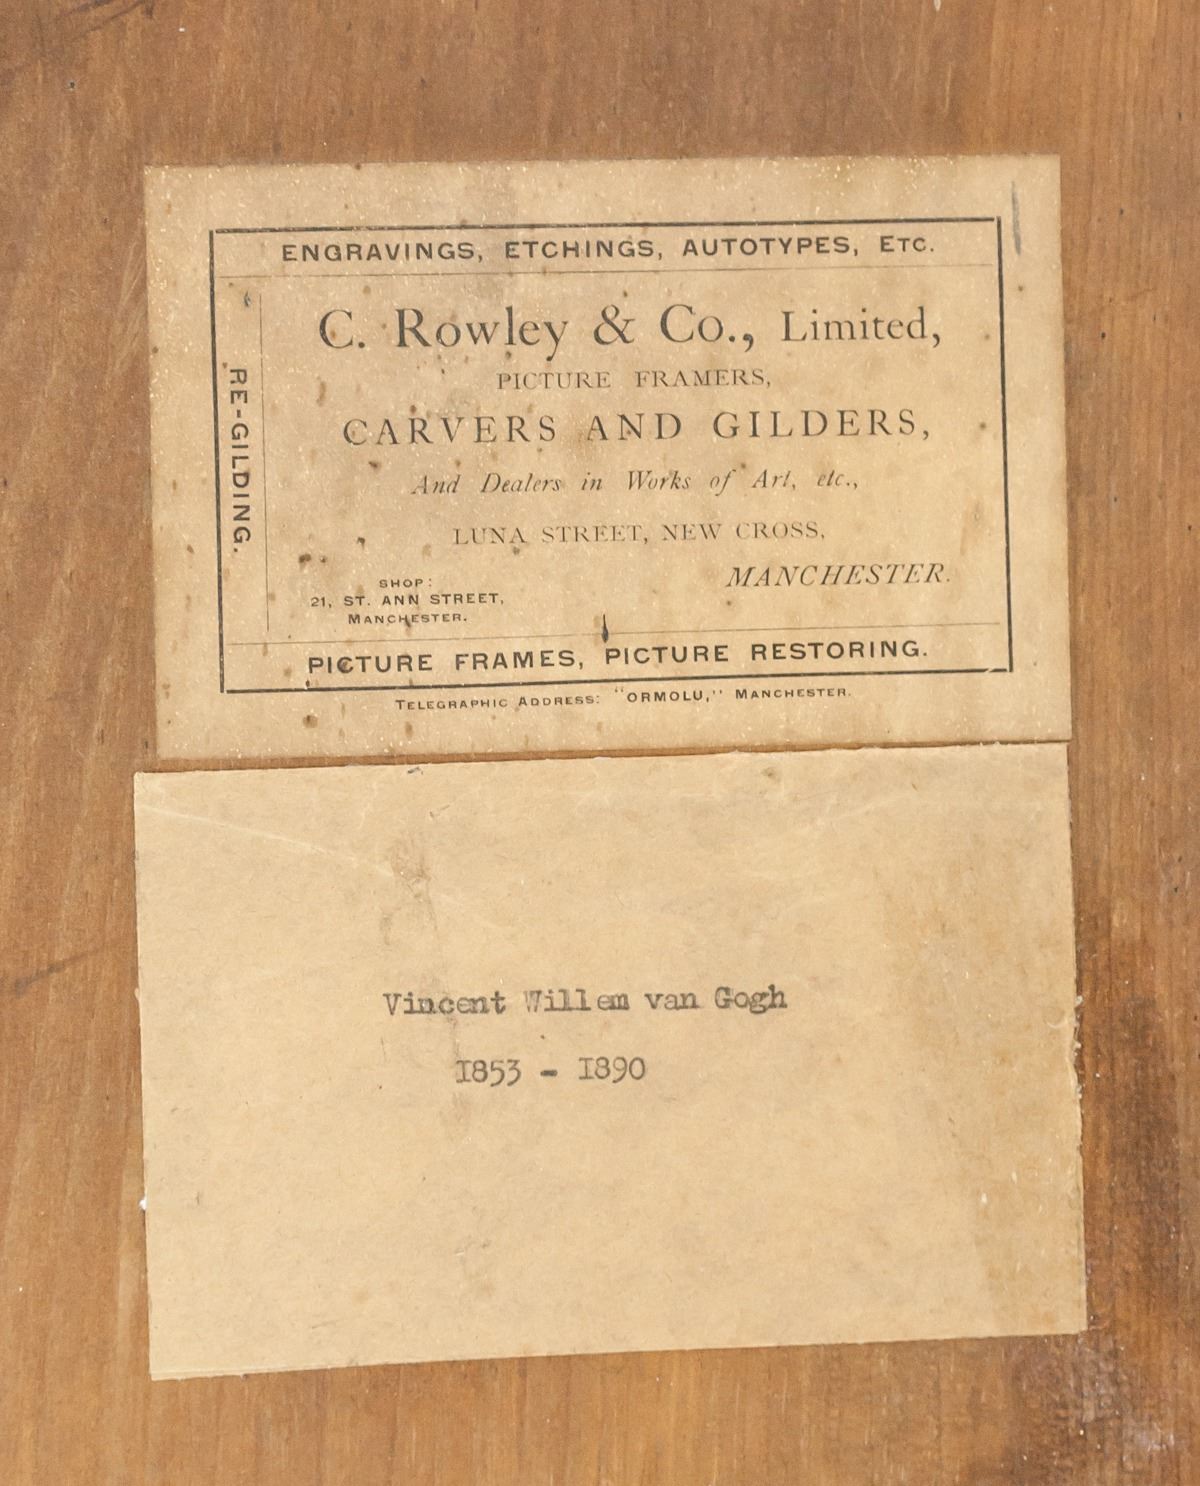 ENGRAVINGS, ETCHINGS, AUTOTYPES, ETC.
RE-GILDING.
C. Rowley & Co., Limited,
PICTURE FRAMERS,
CARVERS AND GILDERS,
And Dealers in Works of Art, etc.,
LUNA STREET, NEW CROSS,
MANCHESTER.
SHOP:
21, ST. ANN STREET,
MANCHESTER.
PICTURE FRAMES, PICTURE RESTORING.
TELEGRAPHIC ADDRESS: "ORMOLU," MANCHESTER.
Vincent Willem van Gogh
1853 - 1890